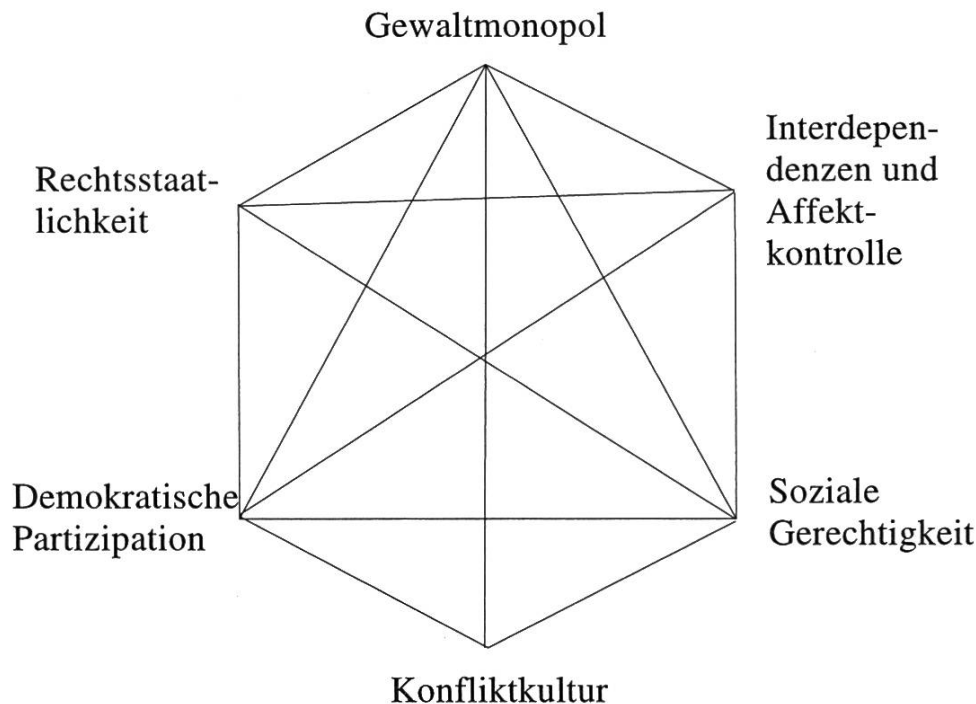 Gewaltmonopol
Rechtsstaat-
lichkeit
Interdepen-
denzen und
Affekt-
kontrolle
Demokratische
Partizipation
Soziale
Gerechtigkeit
Konfliktkultur